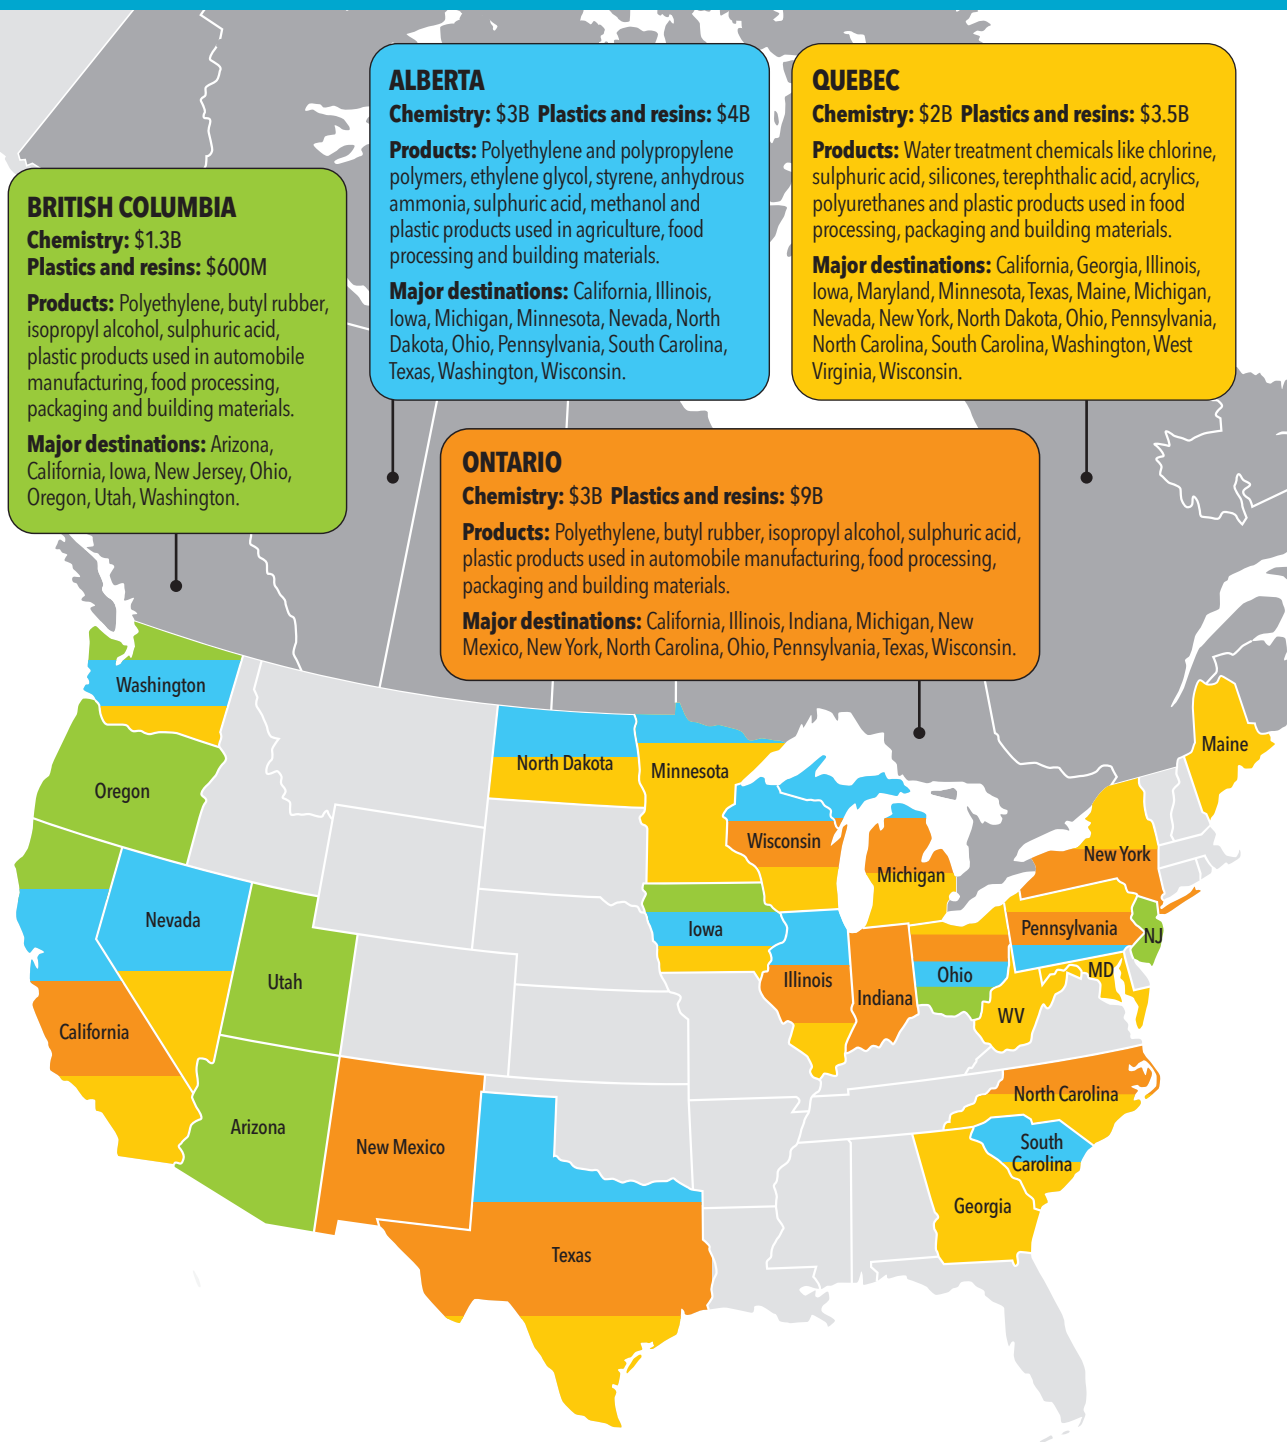 BRITISH COLUMBIA
Chemistry: $1.3B
Plastics and resins: $600M
Products: Polyethylene, butyl rubber,
isopropyl alcohol, sulphuric acid,
plastic products used in automobile
manufacturing, food processing,
packaging and building materials.
Major destinations: Arizona,
California, Iowa, New Jersey, Ohio,
Oregon, Utah, Washington.
ALBERTA
Chemistry: $3B Plastics and resins: $4B
Products: Polyethylene and polypropylene
polymers, ethylene glycol, styrene, anhydrous
ammonia, sulphuric acid, methanol and
plastic products used in agriculture, food
processing and building materials.
Major destinations: California, Illinois,
Iowa, Michigan, Minnesota, Nevada, North
Dakota, Ohio, Pennsylvania, South Carolina,
Texas, Washington, Wisconsin.
QUEBEC
Chemistry: $2B Plastics and resins: $3.5B
Products: Water treatment chemicals like chlorine,
sulphuric acid, silicones, terephthalic acid, acrylics,
polyurethanes and plastic products used in food
processing, packaging and building materials.
Major destinations: California, Georgia, Illinois,
Iowa, Maryland, Minnesota, Texas, Maine, Michigan,
Nevada, New York, North Dakota, Ohio, Pennsylvania,
North Carolina, South Carolina, Washington, West
Virginia, Wisconsin.
ONTARIO
Chemistry: $3B Plastics and resins: $9B
Products: Polyethylene, butyl rubber, isopropyl alcohol, sulphuric acid,
plastic products used in automobile manufacturing, food processing,
packaging and building materials.
Major destinations: California, Illinois, Indiana, Michigan, New
Mexico, New York, North Carolina, Ohio, Pennsylvania, Texas, Wisconsin.
Washington
Oregon
North Dakota
Minnesota
Maine
Wisconsin
Michigan
New York
Nevada
Iowa
Pennsylvania
NJ
Utah
Illinois
Indiana
Ohio
MD
WV
California
Arizona
New Mexico
North Carolina
South
Carolina
Georgia
Texas